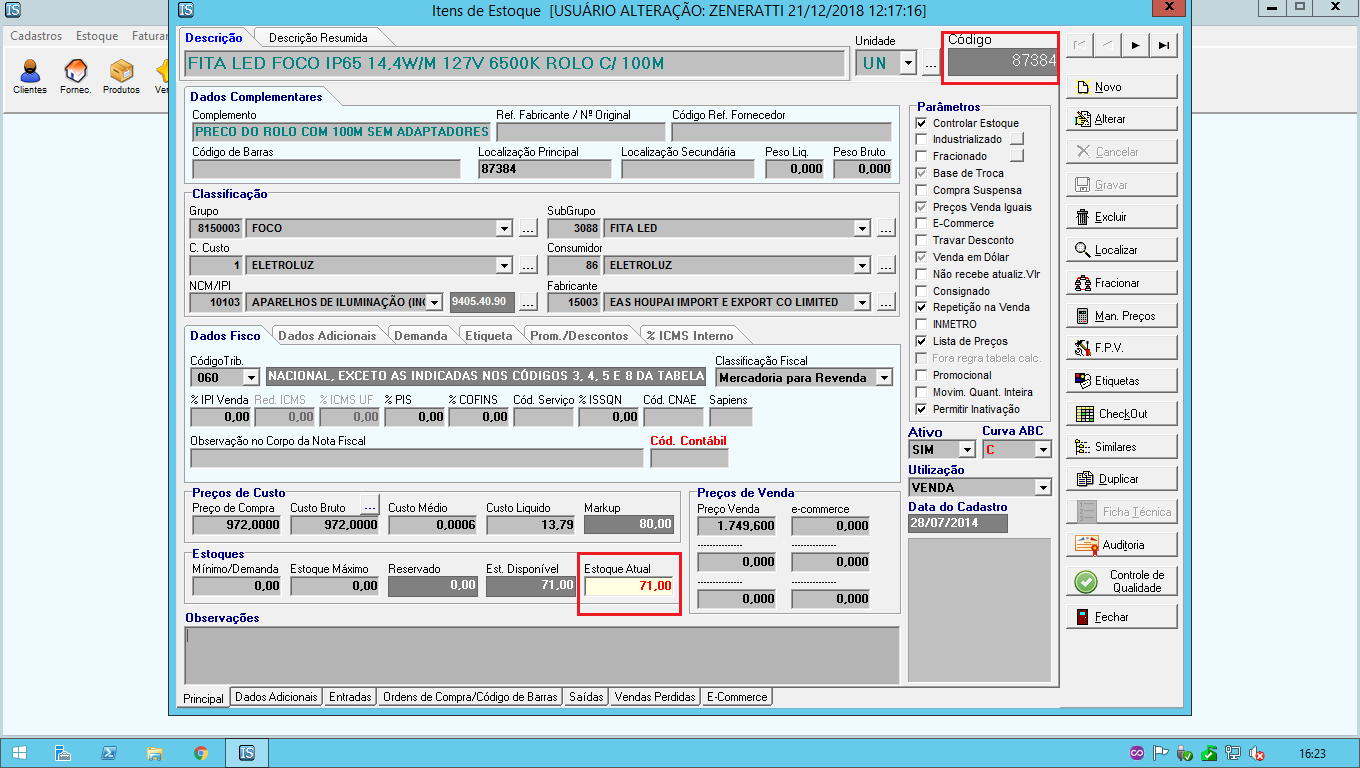 Itens de Estoque [USUÁRIO ALTERAÇÃO: ZENERATTI 21/12/2018 12:17:16]
Cadastros Estoque Faturar
Clientes Fornec. Produtos Ver
Descrição Descrição Resumida
Unidade
Código
FITA LED FOCO IP65 14,4W/M 127V 6500K ROLO C/ 100M
UN
...
87384
Dados Complementares
Complemento Ref. Fabricante / Nº Original Código Ref. Fornecedor
PRECO DO ROLO COM 100M SEM ADAPTADORES
Código de Barras Localização Principal Localização Secundária Peso Liq. Peso Bruto
87384 0,000 0,000
Classificação
Grupo SubGrupo
8150003 FOCO ... 3088 FITA LED ...
C. Custo Consumidor
1 ELETROLUZ ... 86 ELETROLUZ ...
NCM/IPI Fabricante
10103 APARELHOS DE ILUMINAÇÃO (IN 9405.40.90 ... 15003 EAS HOUPAI IMPORT E EXPORT CO LIMITED ...
Dados Fisco Dados Adicionais Demanda Etiqueta Prom./Descontos % ICMS Interno
CódigoTrib. Classificação Fiscal
060 NACIONAL, EXCETO AS INDICADAS NOS CÓDIGOS 3, 4, 5 E 8 DA TABELA Mercadoria para Revenda
% IPI Venda Red. ICMS % ICMS UF % PIS % COFINS Cód. Serviço % ISSQN Cód. CNAE Sapiens
0,00 0,00 0,00 0,00 0,00 0,00
Observação no Corpo da Nota Fiscal Cód. Contábil
Preços de Custo
Preço de Compra Custo Bruto ... Custo Médio Custo Liquido Markup
972,0000 972,0000 0,0006 13,79 80,00
Estoques
Mínimo/Demanda Estoque Máximo Reservado Est. Disponível Estoque Atual
0,00 0,00 0,00 71,00 71,00
Preços de Venda
Preço Venda e-commerce
1.749,600 0,000
--------------- ---------------
0,000 0,000
--------------- ---------------
0,000 0,000
Observações
Principal Dados Adicionais Entradas Ordens de Compra/Código de Barras Saídas Vendas Perdidas E-Commerce
Parâmetros
Controlar Estoque
Industrializado
Fracionado
Base de Troca
Compra Suspensa
Preços Venda Iguais
E-Commerce
Travar Desconto
Venda em Dólar
Não recebe atualiz.Vlr
Consignado
Repetição na Venda
INMETRO
Lista de Preços
Fora regra tabela calc.
Promocional
Movim. Quant. Inteira
Permitir Inativação
Ativo Curva ABC
SIM C
Utilização
VENDA
Data do Cadastro
28/07/2014
Novo
Alterar
Cancelar
Gravar
Excluir
Localizar
Fracionar
Man. Preços
F.P.V.
Etiquetas
CheckOut
Similares
Duplicar
Ficha Técnica
Auditoria
Controle de
Qualidade
Fechar
16:23